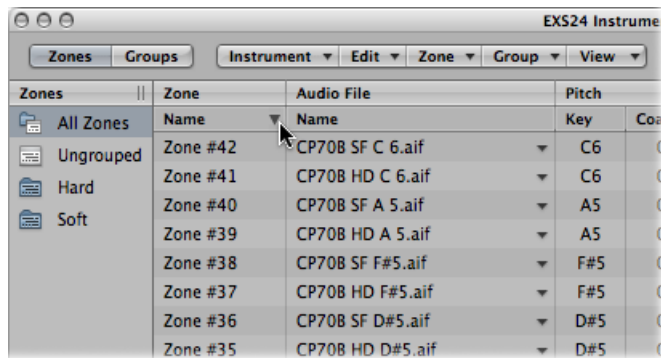 EXS24 Instrume
Zones Groups Instrument Edit Zone Group View
Zones Zone Audio File Pitch
All Zones Name Name Key Coa
Ungrouped Zone #42 CP70B SF C 6.aif C6
Hard Zone #41 CP70B HD C 6.aif C6
Soft Zone #40 CP70B SF A 5.aif A5
Zone #39 CP70B HD A 5.aif A5
Zone #38 CP70B SF F#5.aif F#5
Zone #37 CP70B HD F#5.aif F#5
Zone #36 CP70B SF D#5.aif D#5
Zone #35 CP70B HD D#5.aif D#5